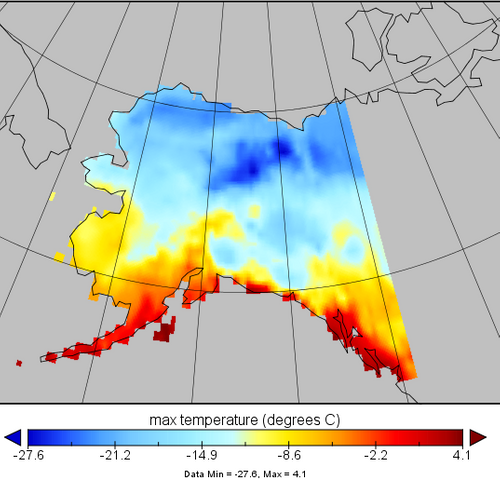 max temperature (degrees C)
-27.6 -21.2 -14.9 -8.6 -2.2 4.1
Data Min = -27.6, Max = 4.1